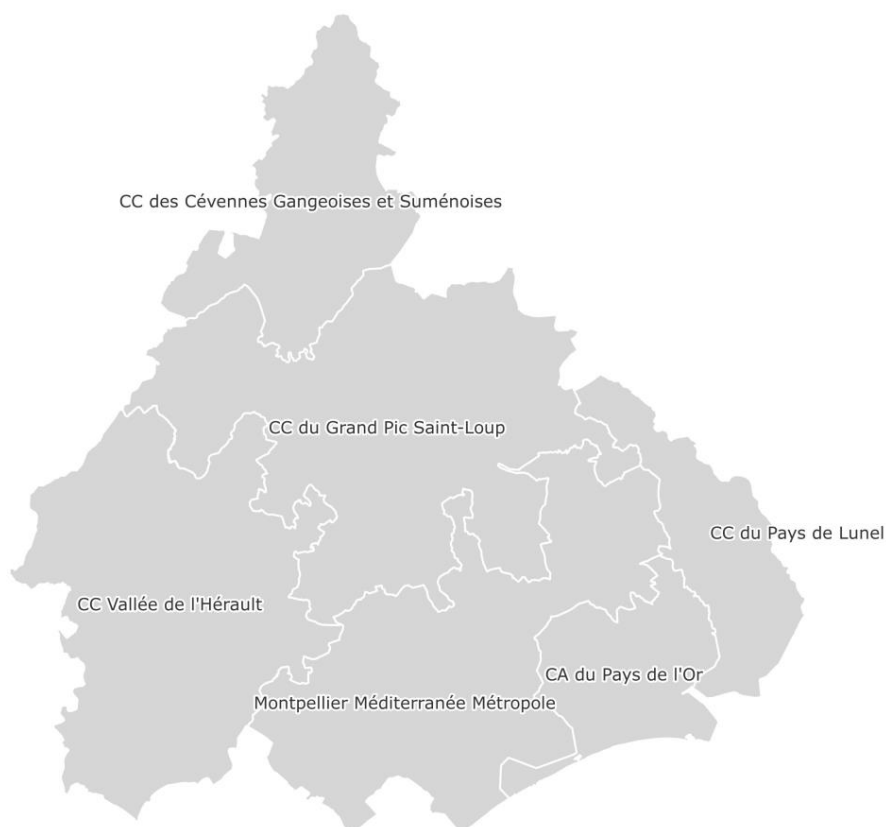 CC des Cévennes Gangeoises et Suménoises
CC du Grand Pic Saint-Loup
CC du Pays de Lunel
CC Vallée de l'Hérault
CA du Pays de l'Or
Montpellier Méditerranée Métropole